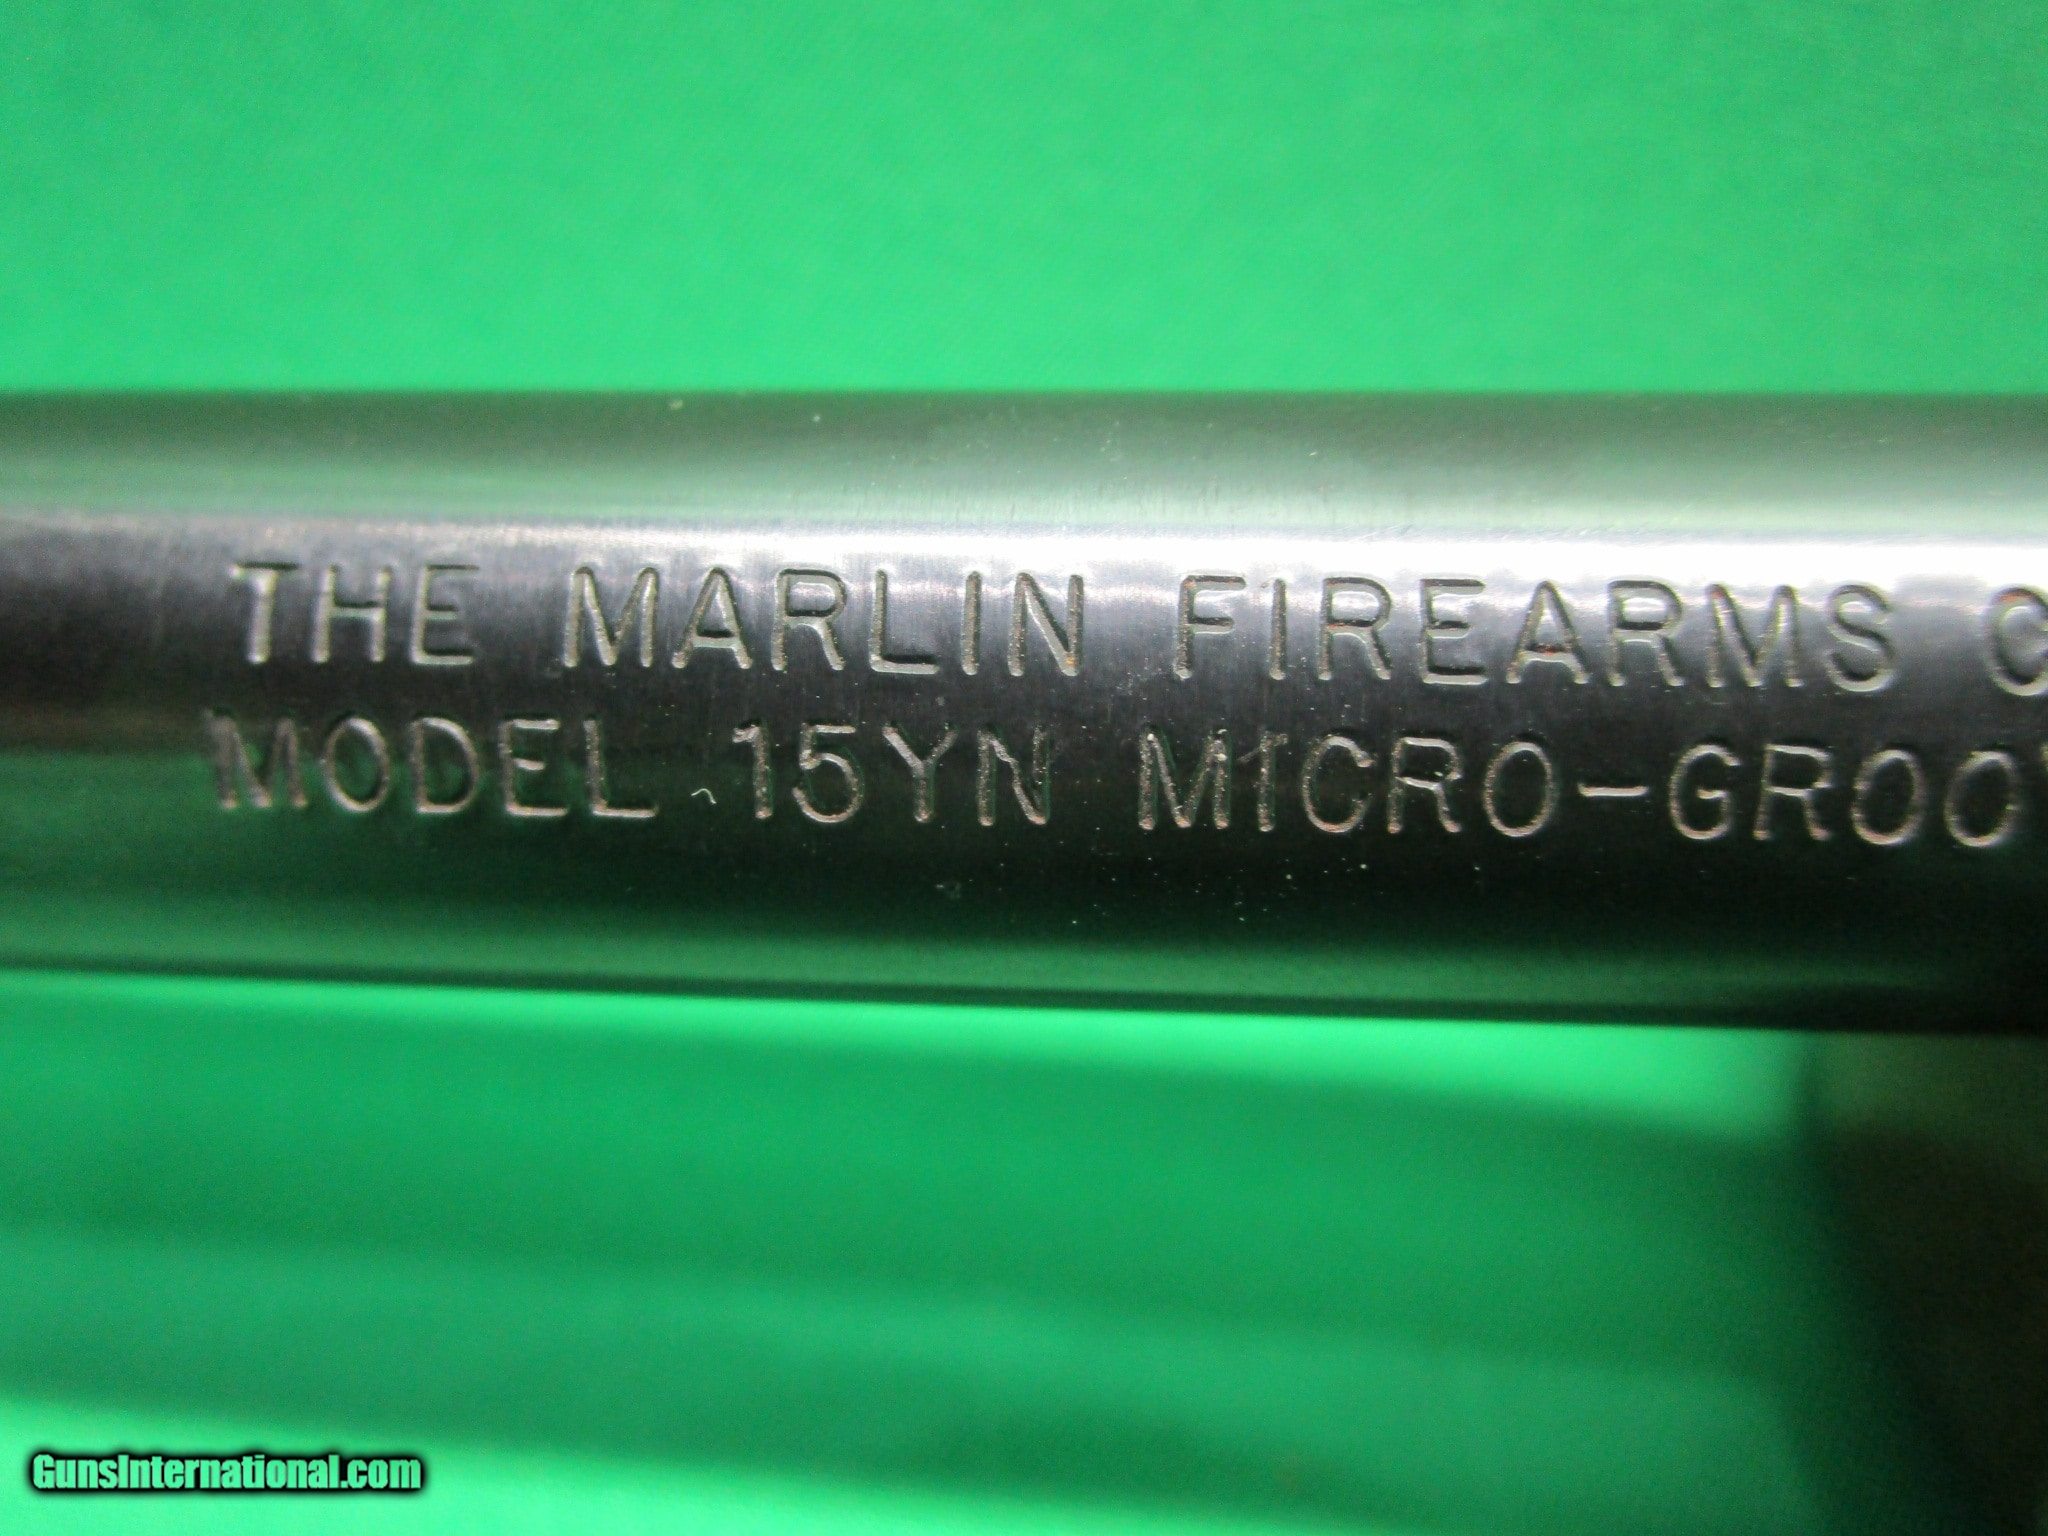 THE MARLIN FIREARMS C
MODEL 15YN MICRO-GROO
GunsInternational.com